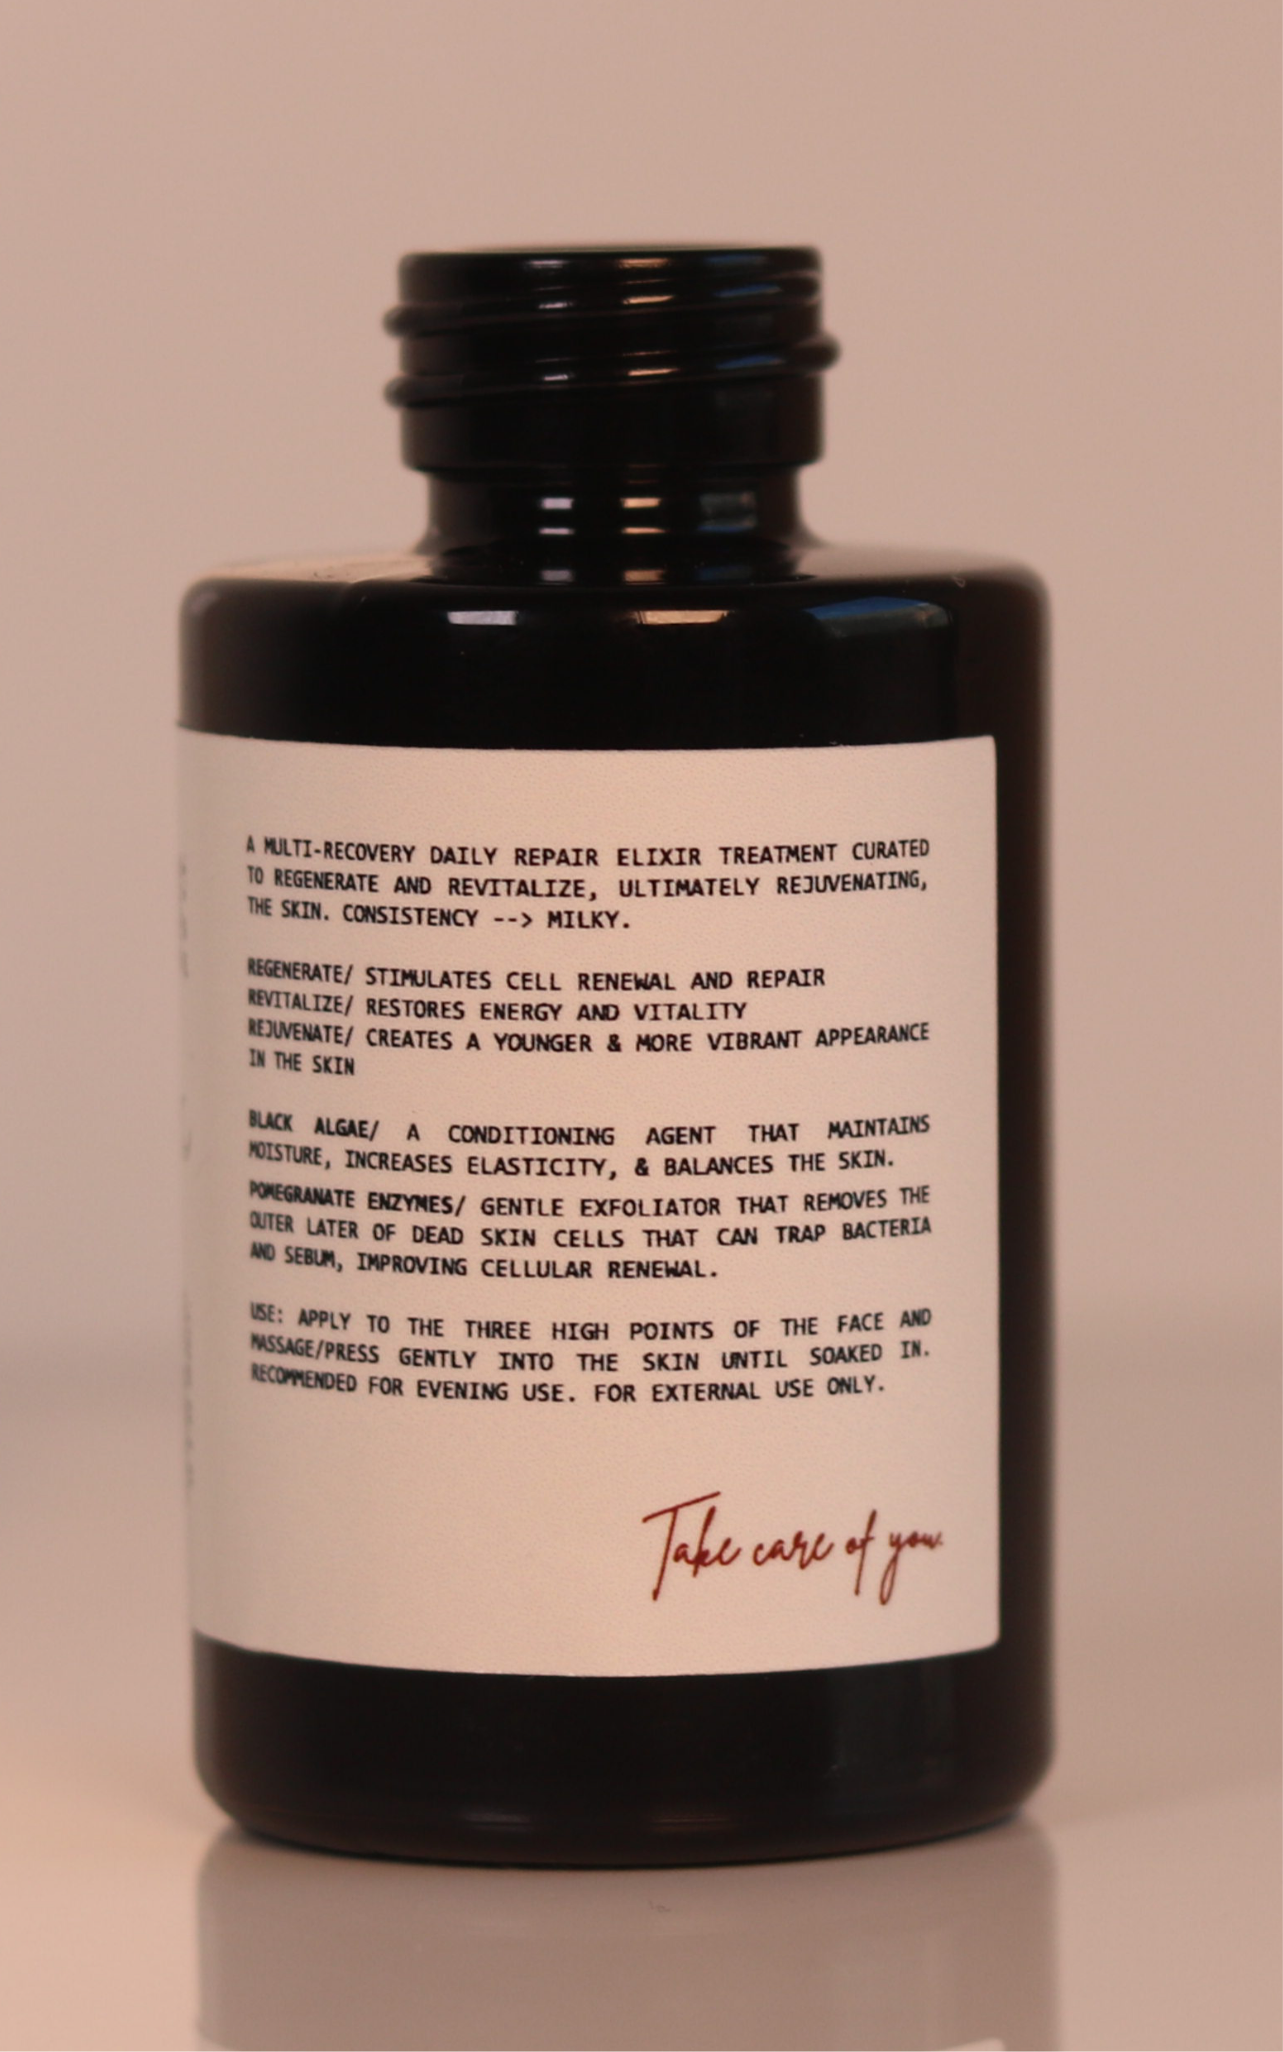 A MULTI-RECOVERY DAILY REPAIR ELIXIR TREATMENT CURATED
TO REGENERATE AND REVITALIZE, ULTIMATELY REJUVENATING,
THE SKIN. CONSISTENCY --> MILKY.
REGENERATE/ STIMULATES CELL RENEWAL AND REPAIR
REVITALIZE/ RESTORES ENERGY AND VITALITY
REJUVENATE/ CREATES A YOUNGER & MORE VIBRANT APPEARANCE
IN THE SKIN
BLACK ALGAE/ A CONDITIONING AGENT THAT MAINTAINS
MOISTURE, INCREASES ELASTICITY, & BALANCES THE SKIN.
POMEGRANATE ENZYMES/ GENTLE EXFOLIATOR THAT REMOVES THE
OUTER LATER OF DEAD SKIN CELLS THAT CAN TRAP BACTERIA
AND SEBUM, IMPROVING CELLULAR RENEWAL.
USE: APPLY TO THE THREE HIGH POINTS OF THE FACE AND
MASSAGE/PRESS GENTLY INTO THE SKIN UNTIL SOAKED IN.
RECOMMENDED FOR EVENING USE. FOR EXTERNAL USE ONLY.
Take care of you.